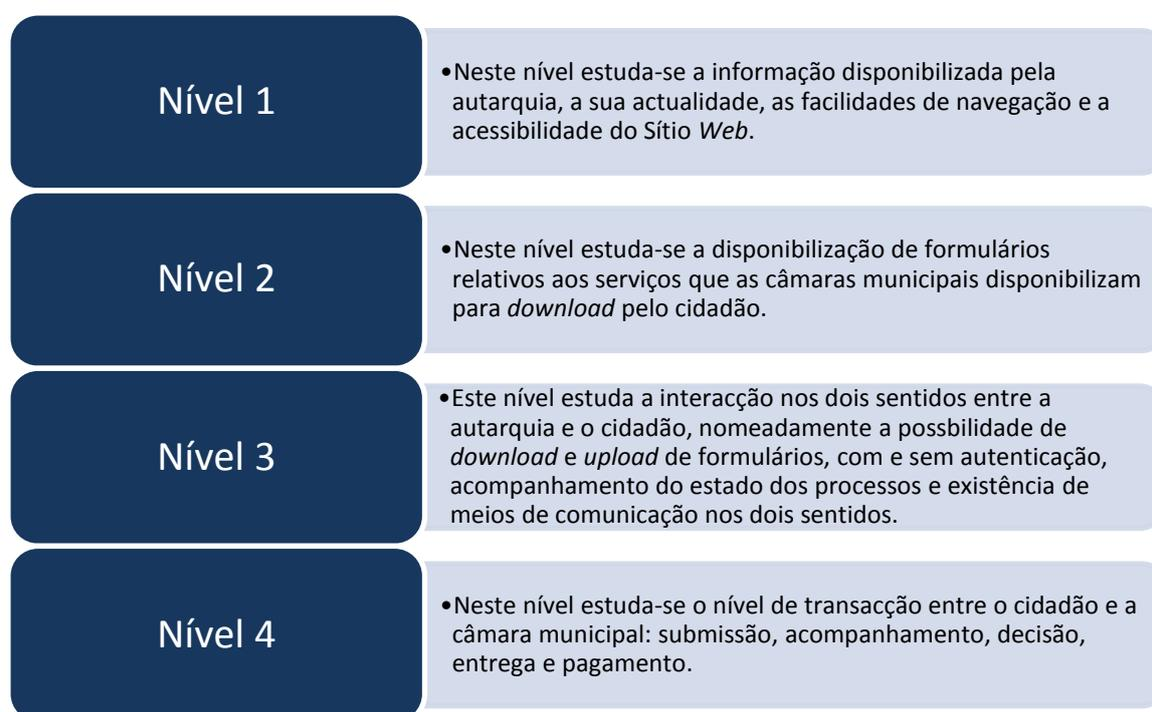 Nível 1
•Neste nível estuda-se a informação disponibilizada pela
autarquia, a sua actualidade, as facilidades de navegação e a
acessibilidade do Sítio Web.
Nível 2
•Neste nível estuda-se a disponibilização de formulários
relativos aos serviços que as câmaras municipais disponibilizam
para download pelo cidadão.
Nível 3
•Este nível estuda a interacção nos dois sentidos entre a
autarquia e o cidadão, nomeadamente a possbilidade de
download e upload de formulários, com e sem autenticação,
acompanhamento do estado dos processos e existência de
meios de comunicação nos dois sentidos.
Nível 4
•Neste nível estuda-se o nível de transacção entre o cidadão e a
câmara municipal: submissão, acompanhamento, decisão,
entrega e pagamento.